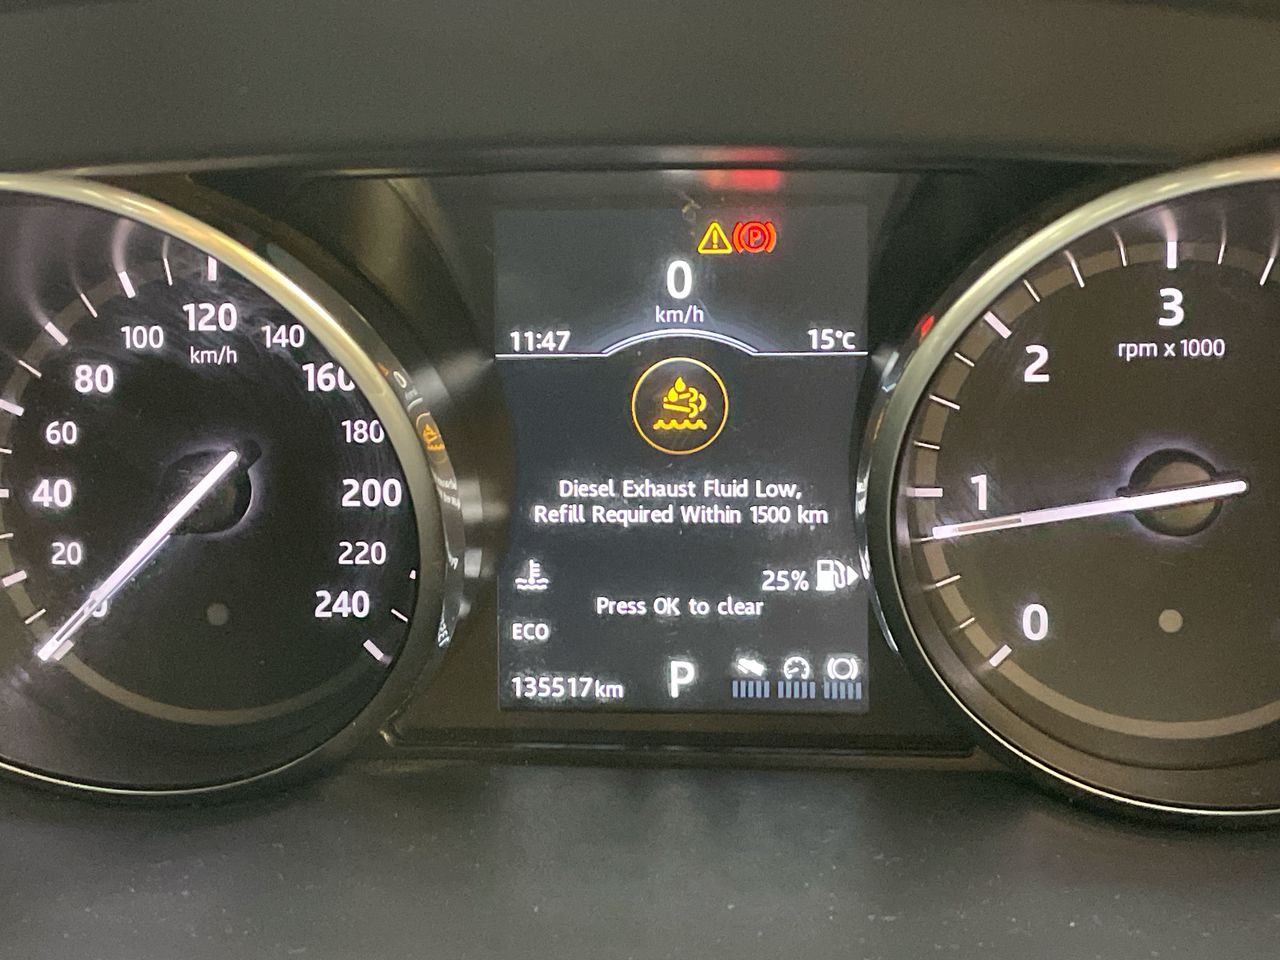 120
100
140
km/h
80
160
60
180
40
200
20
220
240
0
km/h
11:47
15°C
Diesel Exhaust Fluid Low,
Refill Required Within 1500 km
25%
Press OK to clear
ECO
135517km
P
3
rpm x 1000
2
1
0